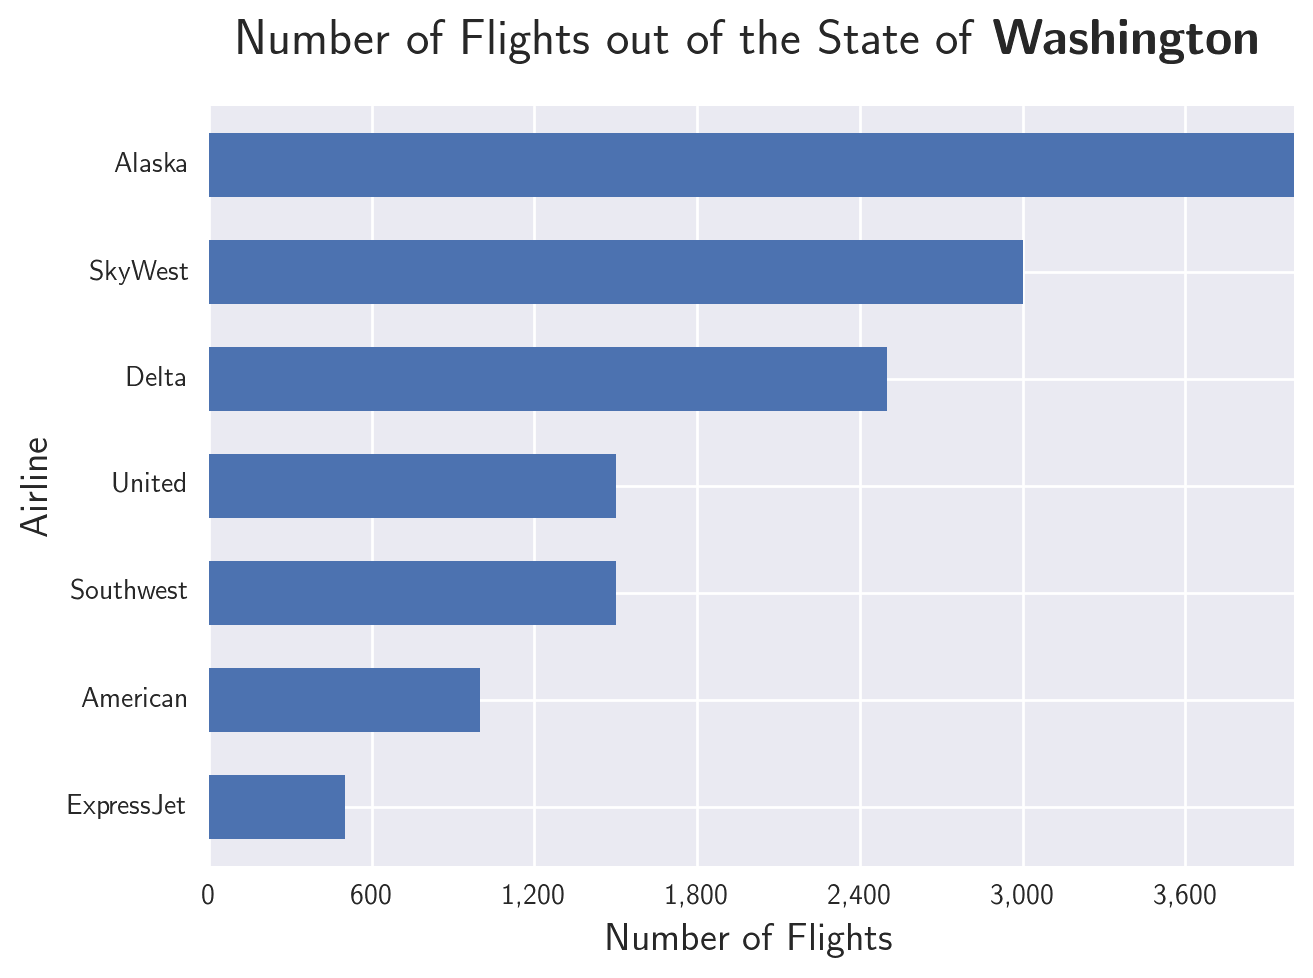 Number of Flights out of the State of Washington
Alaska
SkyWest
Delta
United
Southwest
American
ExpressJet
Airline
0 600 1,200 1,800 2,400 3,000 3,600
Number of Flights